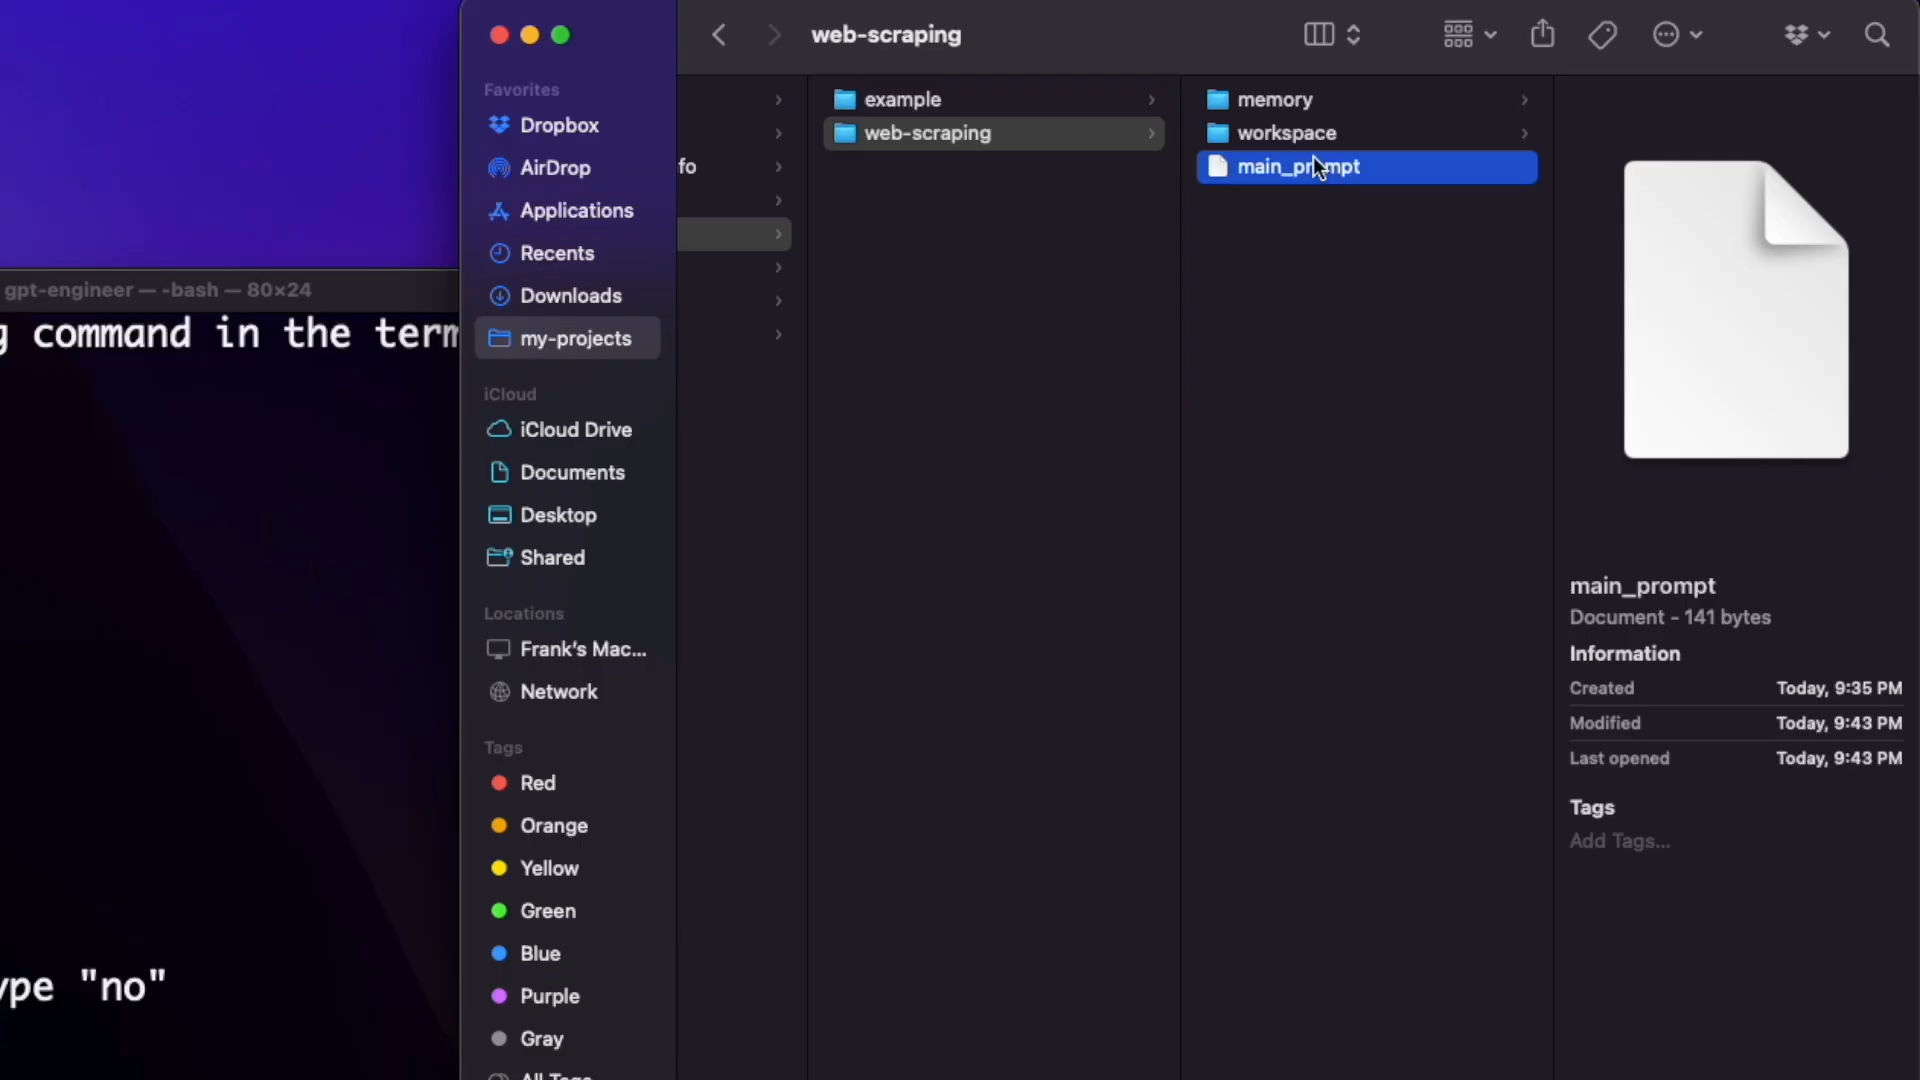 web-scraping
Favorites
Dropbox
AirDrop
Applications
Recents
Downloads
my-projects
iCloud
iCloud Drive
Documents
Desktop
Shared
Locations
Frank's Mac...
Network
Tags
Red
Orange
Yellow
Green
Blue
Purple
Gray
All Tags...
fo
example
web-scraping
memory
workspace
main_prompt
main_prompt
Document - 141 bytes
Information
Created Today, 9:35 PM
Modified Today, 9:43 PM
Last opened Today, 9:43 PM
Tags
Add Tags...
gpt-engineer — -bash — 80×24
g command in the term
ype "no"